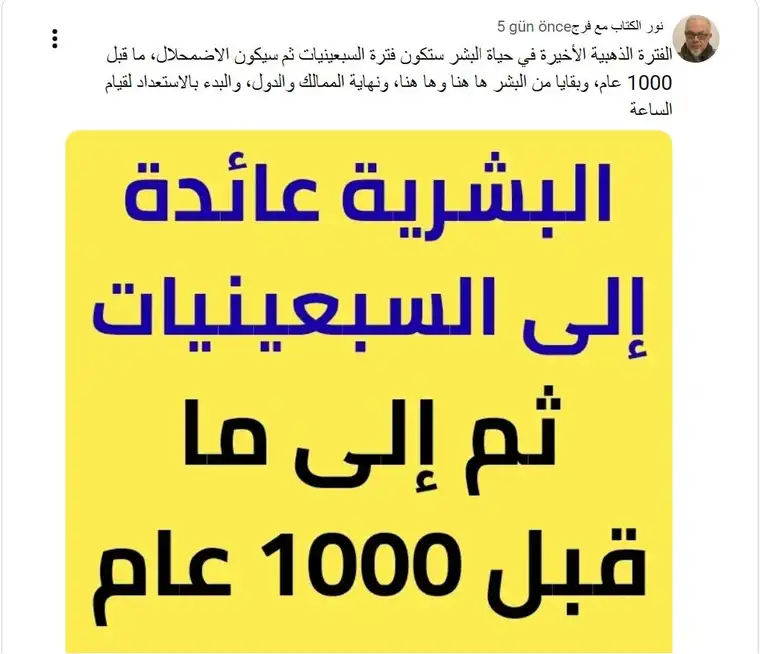 نور الكتاب مع فرج5 gün önce
الفترة الذهبية الأخيرة في حياة البشر ستكون فترة السبعينيات ثم سيكون الاضمحلال، ما قبل
1000 عام، وبقايا من البشر ها هنا وها هنا، ونهاية الممالك والدول، والبدء بالاستعداد لقيام
الساعة
البشرية عائدة
إلى السبعينيات
ثم إلى ما
قبل 1000 عام